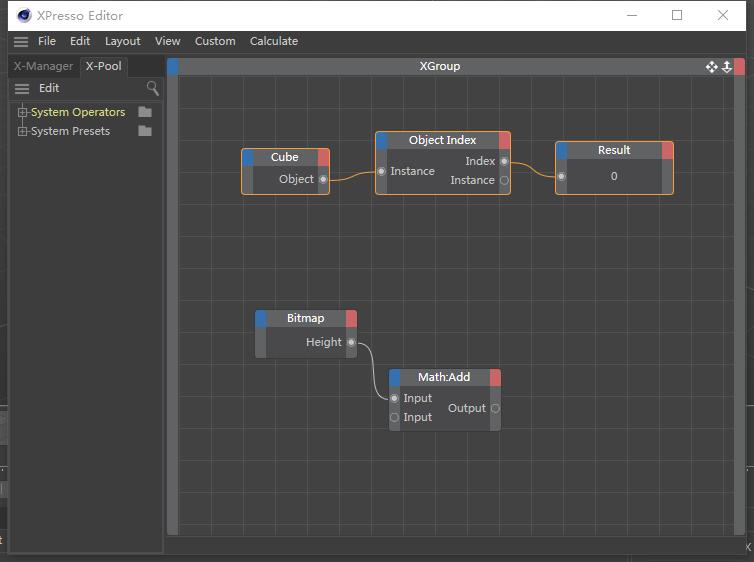 XPresso Editor
File Edit Layout View Custom Calculate
X-Manager X-Pool
Edit
System Operators
System Presets
XGroup
Cube
Object
Object Index
Index
Instance
Instance
Result
0
Bitmap
Height
Math:Add
Input
Output
Input